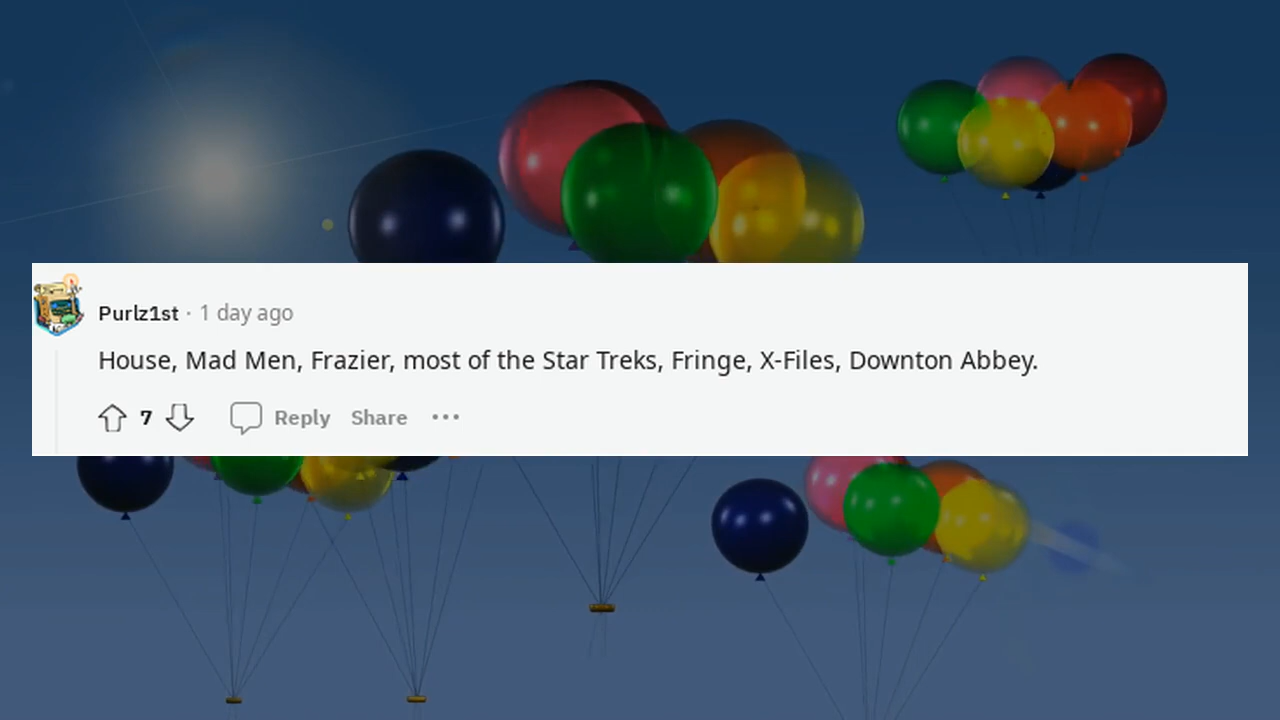 Purlz1st · 1 day ago
House, Mad Men, Frazier, most of the Star Treks, Fringe, X-Files, Downton Abbey.
7 Reply Share •••